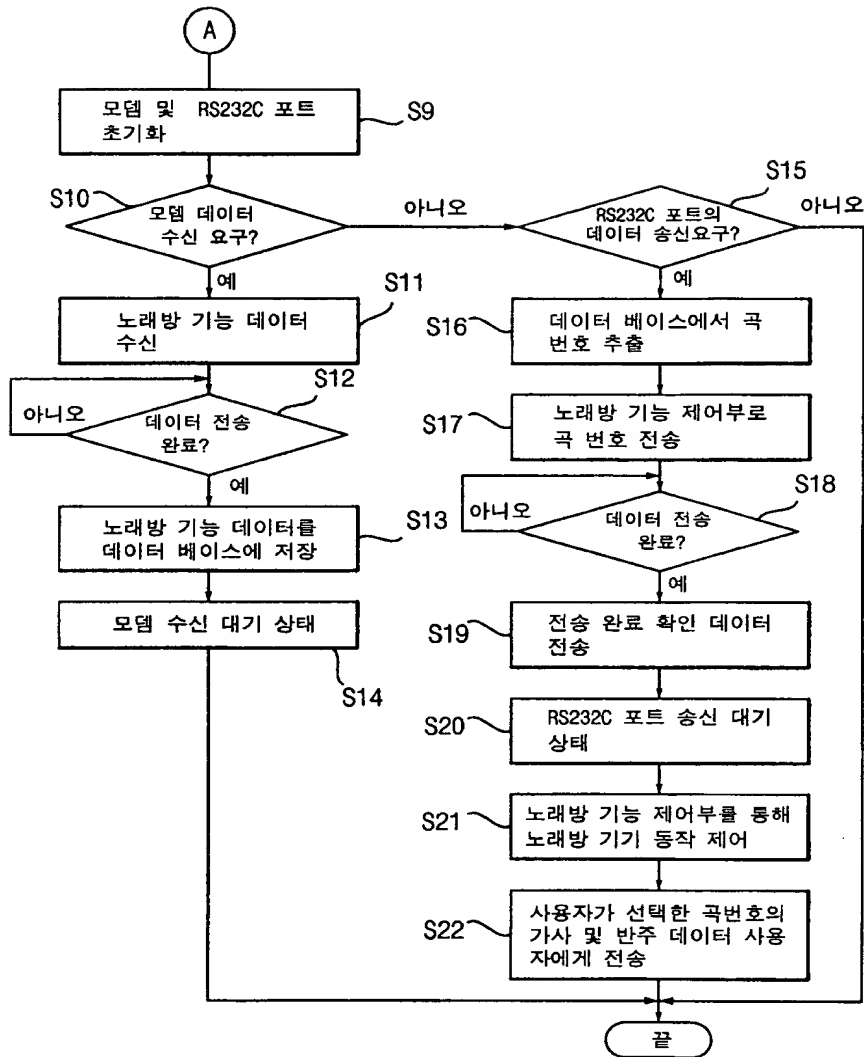 A
모뎀 및 RS232C 포트
초기화
S9
S10
모뎀 데이터
수신 요구?
아니오
예
S11
노래방 기능 데이터
수신
S12
데이터 전송
완료?
아니오
예
S13
노래방 기능 데이터를
데이터 베이스에 저장
모뎀 수신 대기 상태
S14
S15
RS232C 포트의
데이터 송신요구?
아니오
예
S16
데이터 베이스에서 곡
번호 추출
S17
노래방 기능 제어부로
곡 번호 전송
S18
아니오
데이터 전송
완료?
예
S19
전송 완료 확인 데이터
전송
S20
RS232C 포트 송신 대기
상태
S21
노래방 기능 제어부를 통해
노래방 기기 동작 제어
S22
사용자가 선택한 곡번호의
가사 및 반주 데이터 사용
자에게 전송
끝